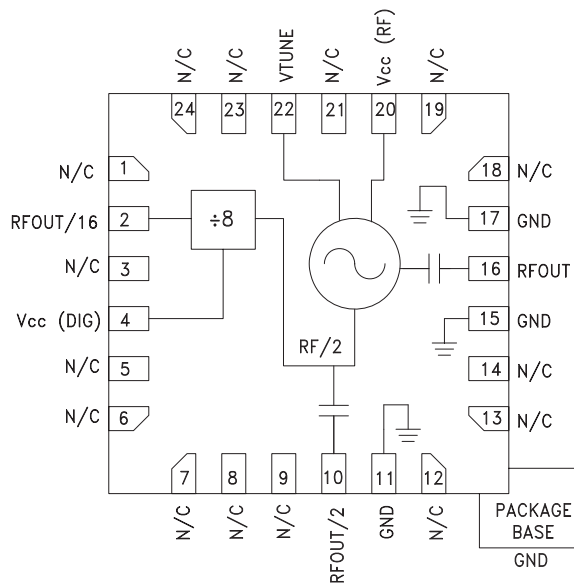 N/C
N/C
VTUNE
N/C
Vcc (RF)
N/C
24
23
22
21
20
19
N/C 1
RFOUT/16 2
N/C 3
Vcc (DIG) 4
N/C 5
N/C 6
÷8
RF/2
18 N/C
17 GND
16 RFOUT
15 GND
14 N/C
13 N/C
7
8
9
10
11
12
N/C
N/C
N/C
RFOUT/2
GND
N/C
PACKAGE
BASE
GND